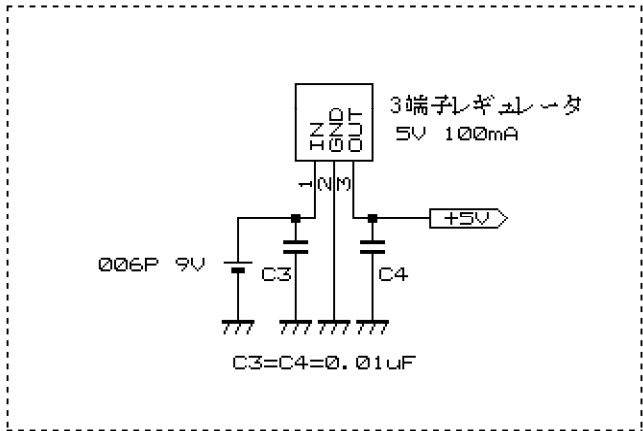 3端子レギュレータ
5V 100mA
IN
GND
OUT
1
2
3
+5V
006P 9V
C3
C4
C3=C4=0.01uF